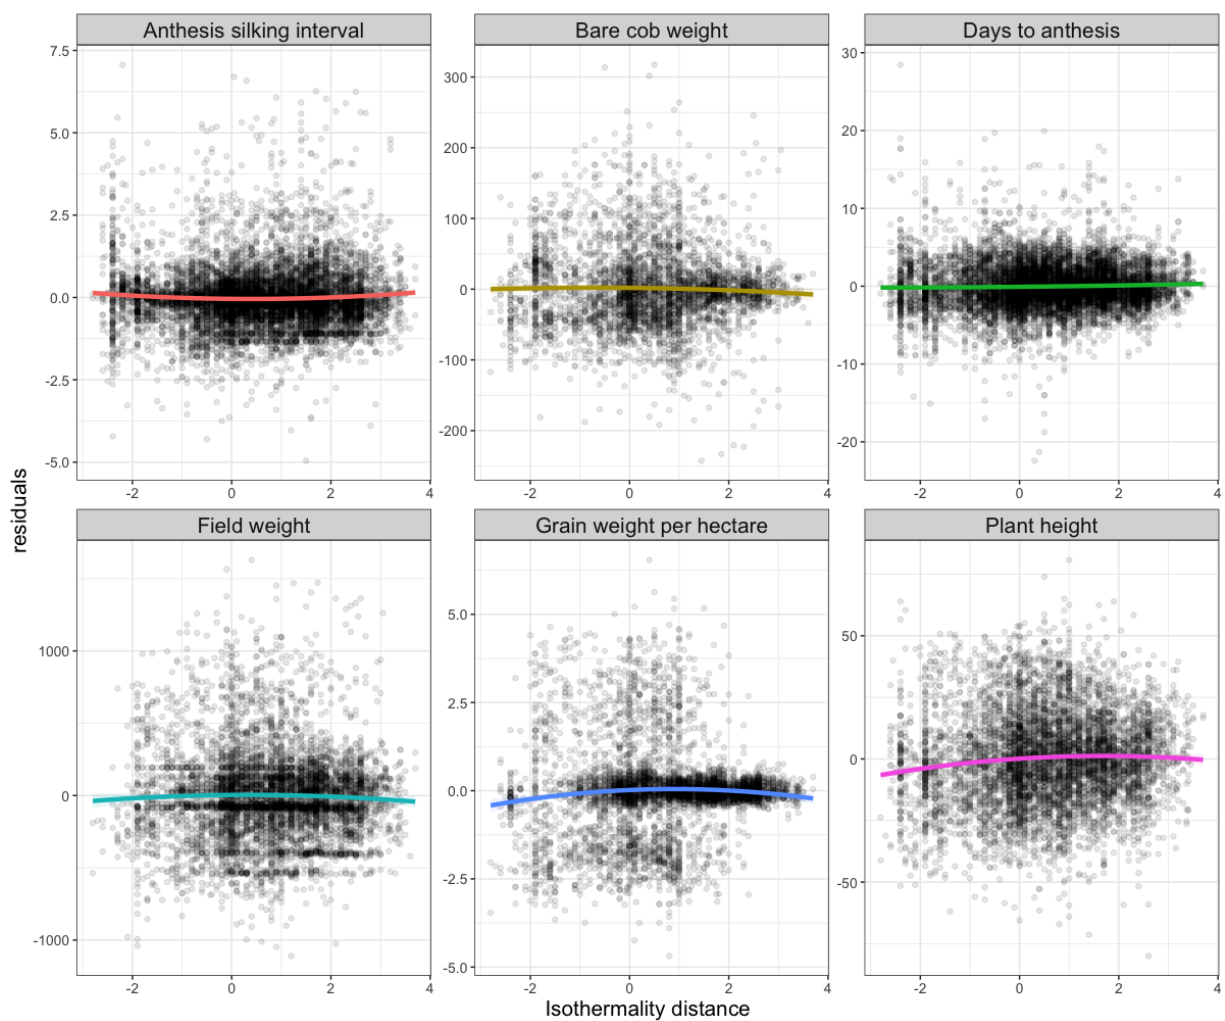 Anthesis silking interval
Bare cob weight
Days to anthesis
7.5
5.0
2.5
0.0
-2.5
-5.0
-2 0 2 4
300
200
100
0
-100
-200
-2 0 2 4
30
20
10
0
-10
-20
-2 0 2 4
residuals
Field weight
Grain weight per hectare
Plant height
1000
0
-1000
-2 0 2 4
5.0
2.5
0.0
-2.5
-5.0
-2 0 2 4
50
0
-50
-2 0 2 4
Isothermality distance